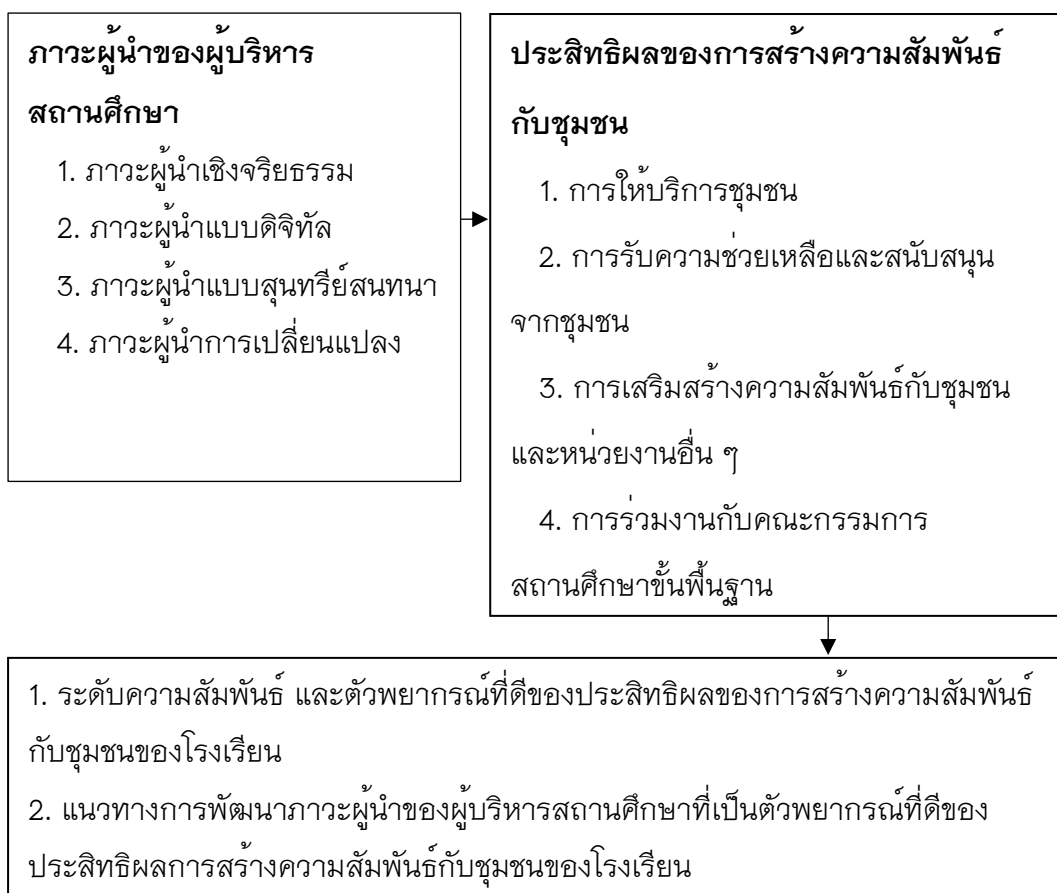 ภาวะผู้นำของผู้บริหาร
สถานศึกษา
1. ภาวะผู้นำเชิงจริยธรรม
2. ภาวะผู้นำแบบดิจิทัล
3. ภาวะผู้นำแบบสุนทรีย์สนทนา
4. ภาวะผู้นำการเปลี่ยนแปลง
ประสิทธิผลของการสร้างความสัมพันธ์
กับชุมชน
1. การให้บริการชุมชน
2. การรับความช่วยเหลือและสนับสนุน
จากชุมชน
3. การเสริมสร้างความสัมพันธ์กับชุมชน
และหน่วยงานอื่น ๆ
4. การร่วมงานกับคณะกรรมการ
สถานศึกษาขั้นพื้นฐาน
1. ระดับความสัมพันธ์ และตัวพยากรณ์ที่ดีของประสิทธิผลของการสร้างความสัมพันธ์
กับชุมชนของโรงเรียน
2. แนวทางการพัฒนาภาวะผู้นำของผู้บริหารสถานศึกษาที่เป็นตัวพยากรณ์ที่ดีของ
ประสิทธิผลการสร้างความสัมพันธ์กับชุมชนของโรงเรียน